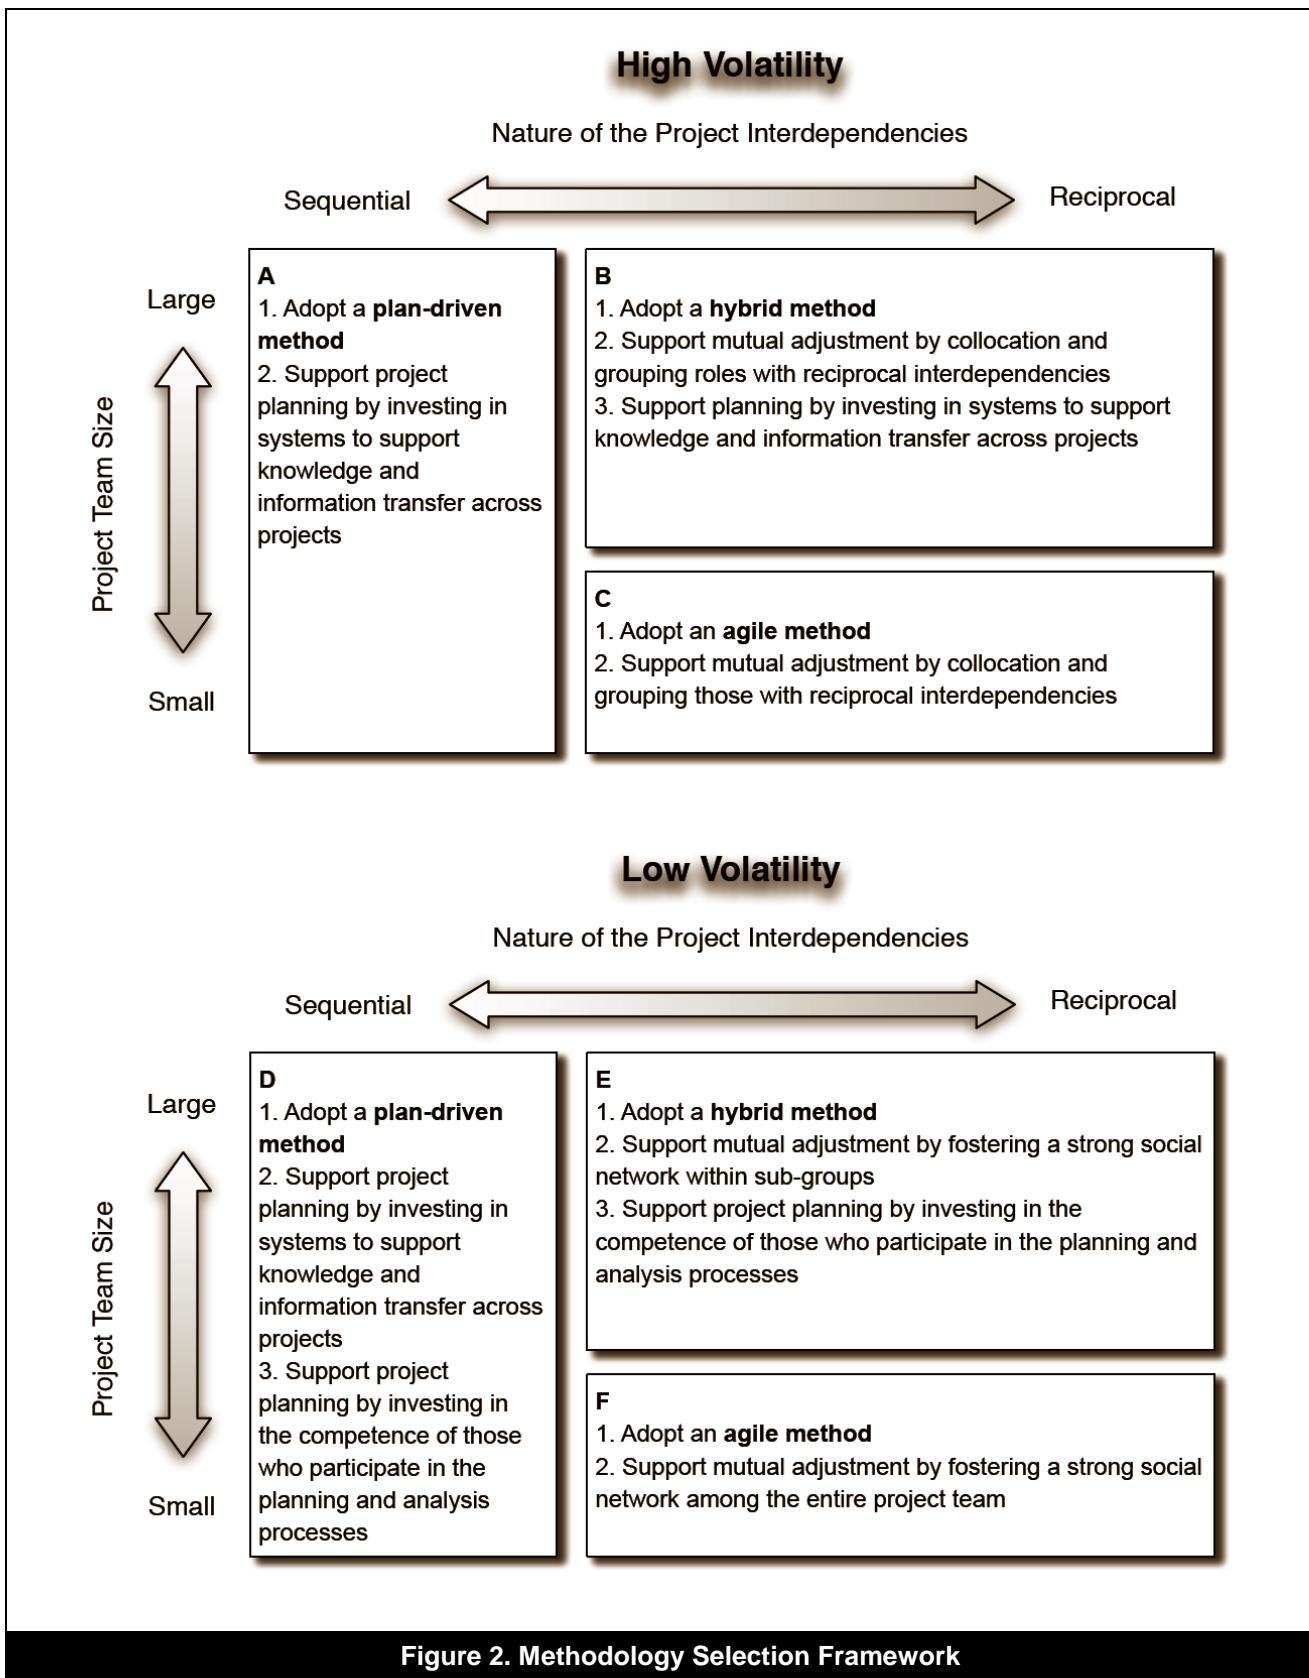 High Volatility
Nature of the Project Interdependencies
Sequential
Reciprocal
Large
Project Team Size
Small
A
1. Adopt a plan-driven
method
2. Support project
planning by investing in
systems to support
knowledge and
information transfer across
projects
B
1. Adopt a hybrid method
2. Support mutual adjustment by collocation and
grouping roles with reciprocal interdependencies
3. Support planning by investing in systems to support
knowledge and information transfer across projects
C
1. Adopt an agile method
2. Support mutual adjustment by collocation and
grouping those with reciprocal interdependencies
Low Volatility
Nature of the Project Interdependencies
Sequential
Reciprocal
Large
Project Team Size
Small
D
1. Adopt a plan-driven
method
2. Support project
planning by investing in
systems to support
knowledge and
information transfer across
projects
3. Support project
planning by investing in
the competence of those
who participate in the
planning and analysis
processes
E
1. Adopt a hybrid method
2. Support mutual adjustment by fostering a strong social
network within sub-groups
3. Support project planning by investing in the
competence of those who participate in the planning and
analysis processes
F
1. Adopt an agile method
2. Support mutual adjustment by fostering a strong social
network among the entire project team
Figure 2. Methodology Selection Framework